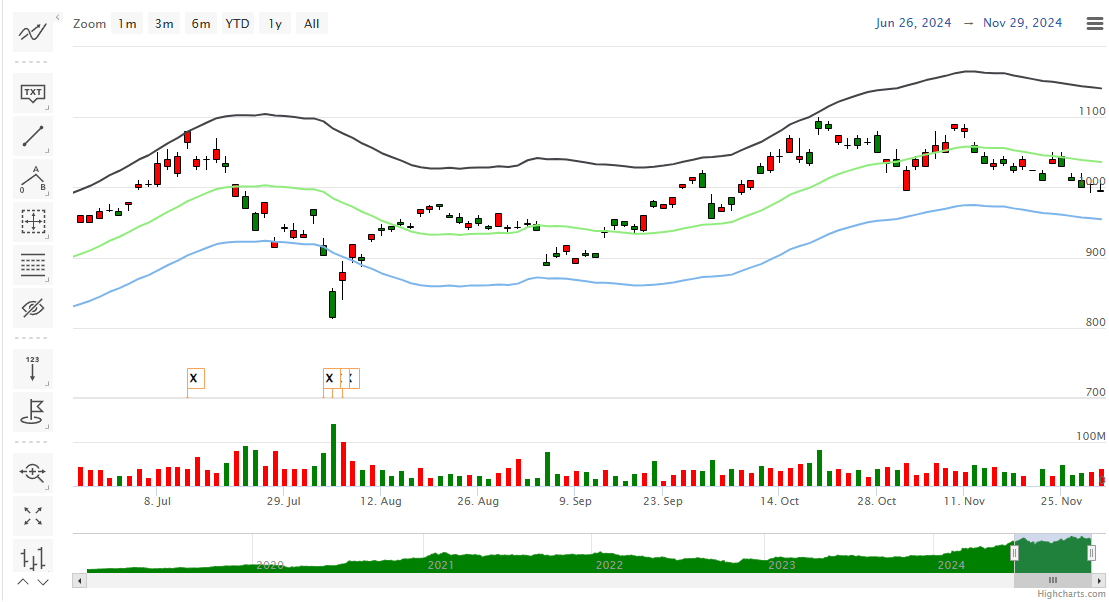 Zoom 1m 3m 6m YTD 1y All
Jun 26, 2024 → Nov 29, 2024
TXT
A
0 B
123
1100
000
900
800
X X X
700
100M
8. Jul 29. Jul 12. Aug 26. Aug 9. Sep 23. Sep 14. Oct 28. Oct 11. Nov 25. Nov
2020 2021 2022 2023 2024
Highcharts.com